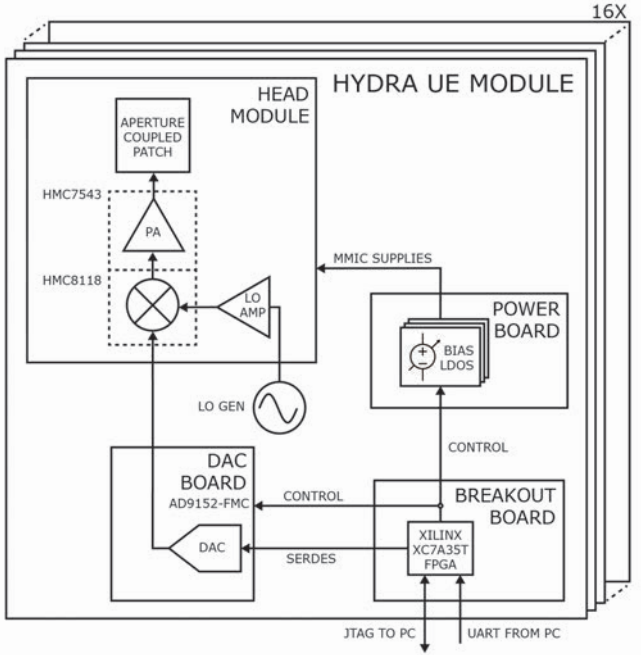 16X
HYDRA UE MODULE
HEAD
MODULE
APERTURE
COUPLED
PATCH
HMC7543
PA
HMC8118
LO
AMP
LO GEN
MMIC SUPPLIES
POWER
BOARD
BIAS
LDOS
CONTROL
DAC
BOARD
AD9152-FMC
CONTROL
DAC
SERDES
BREAKOUT
BOARD
XILINX
XC7A35T
FPGA
JTAG TO PC
UART FROM PC